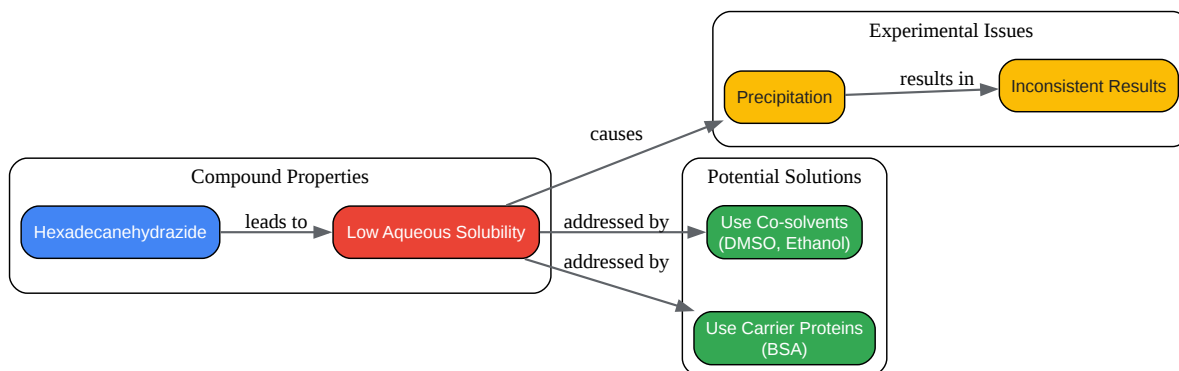 Experimental Issues
Precipitation
results in
Inconsistent Results
causes
Compound Properties
Hexadecanehydrazide
leads to
Low Aqueous Solubility
addressed by
addressed by
Potential Solutions
Use Co-solvents
(DMSO, Ethanol)
Use Carrier Proteins
(BSA)